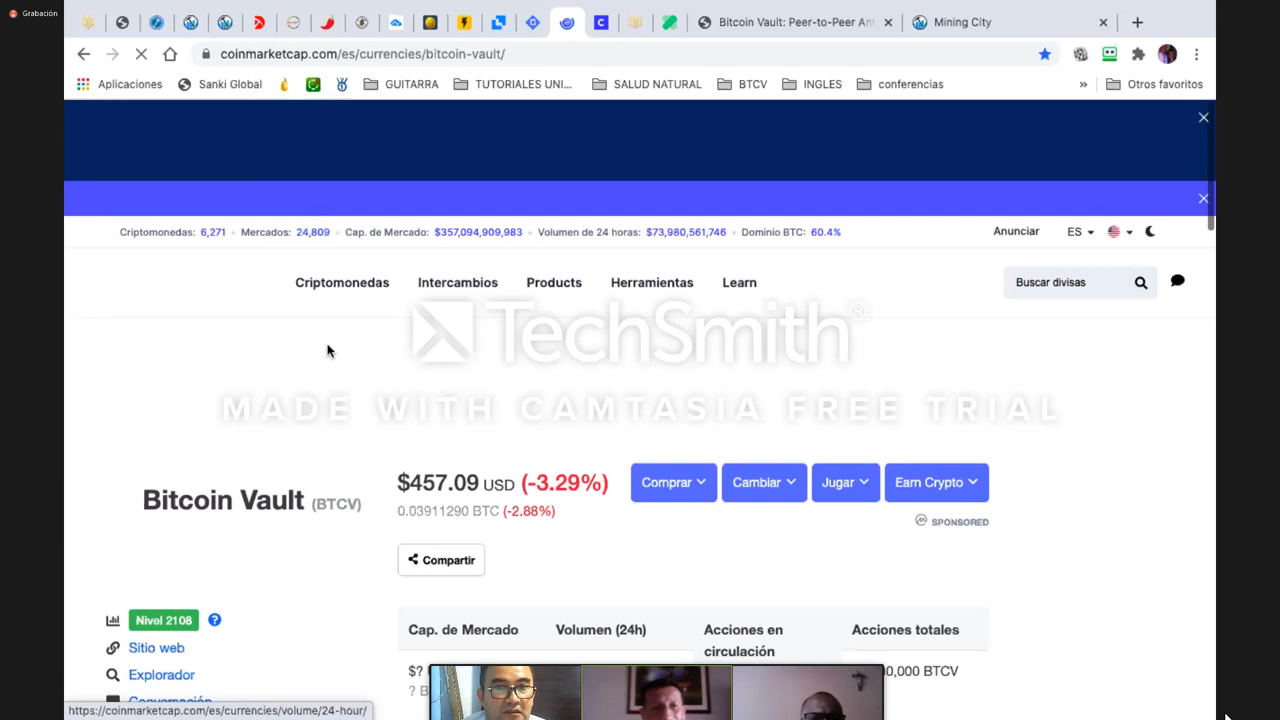 Grabación
Bitcoin Vault: Peer-to-Peer Ant
Mining City
coinmarketcap.com/es/currencies/bitcoin-vault/
Aplicaciones
Sanki Global
GUITARRA
TUTORIALES UNI...
SALUD NATURAL
BTCV
INGLES
conferencias
»
Otros favoritos
Criptomonedas: 6,271
Mercados: 24,809
Cap. de Mercado: $357,094,909,983
Volumen de 24 horas: $73,980,561,746
Dominio BTC: 60.4%
Anunciar
ES
Criptomonedas
Intercambios
Products
Herramientas
Learn
Buscar divisas
TechSmith®
MADE WITH CAMTASIA FREE TRIAL
Bitcoin Vault (BTCV)
$457.09 USD (-3.29%)
0.03911290 BTC (-2.88%)
Comprar
Cambiar
Jugar
Earn Crypto
SPONSORED
Compartir
Nivel 2108
Sitio web
Explorador
Conversación
Cap. de Mercado
Volumen (24h)
Acciones en
circulación
Acciones totales
$?
? B
0,000 BTCV
https://coinmarketcap.com/es/currencies/volume/24-hour/